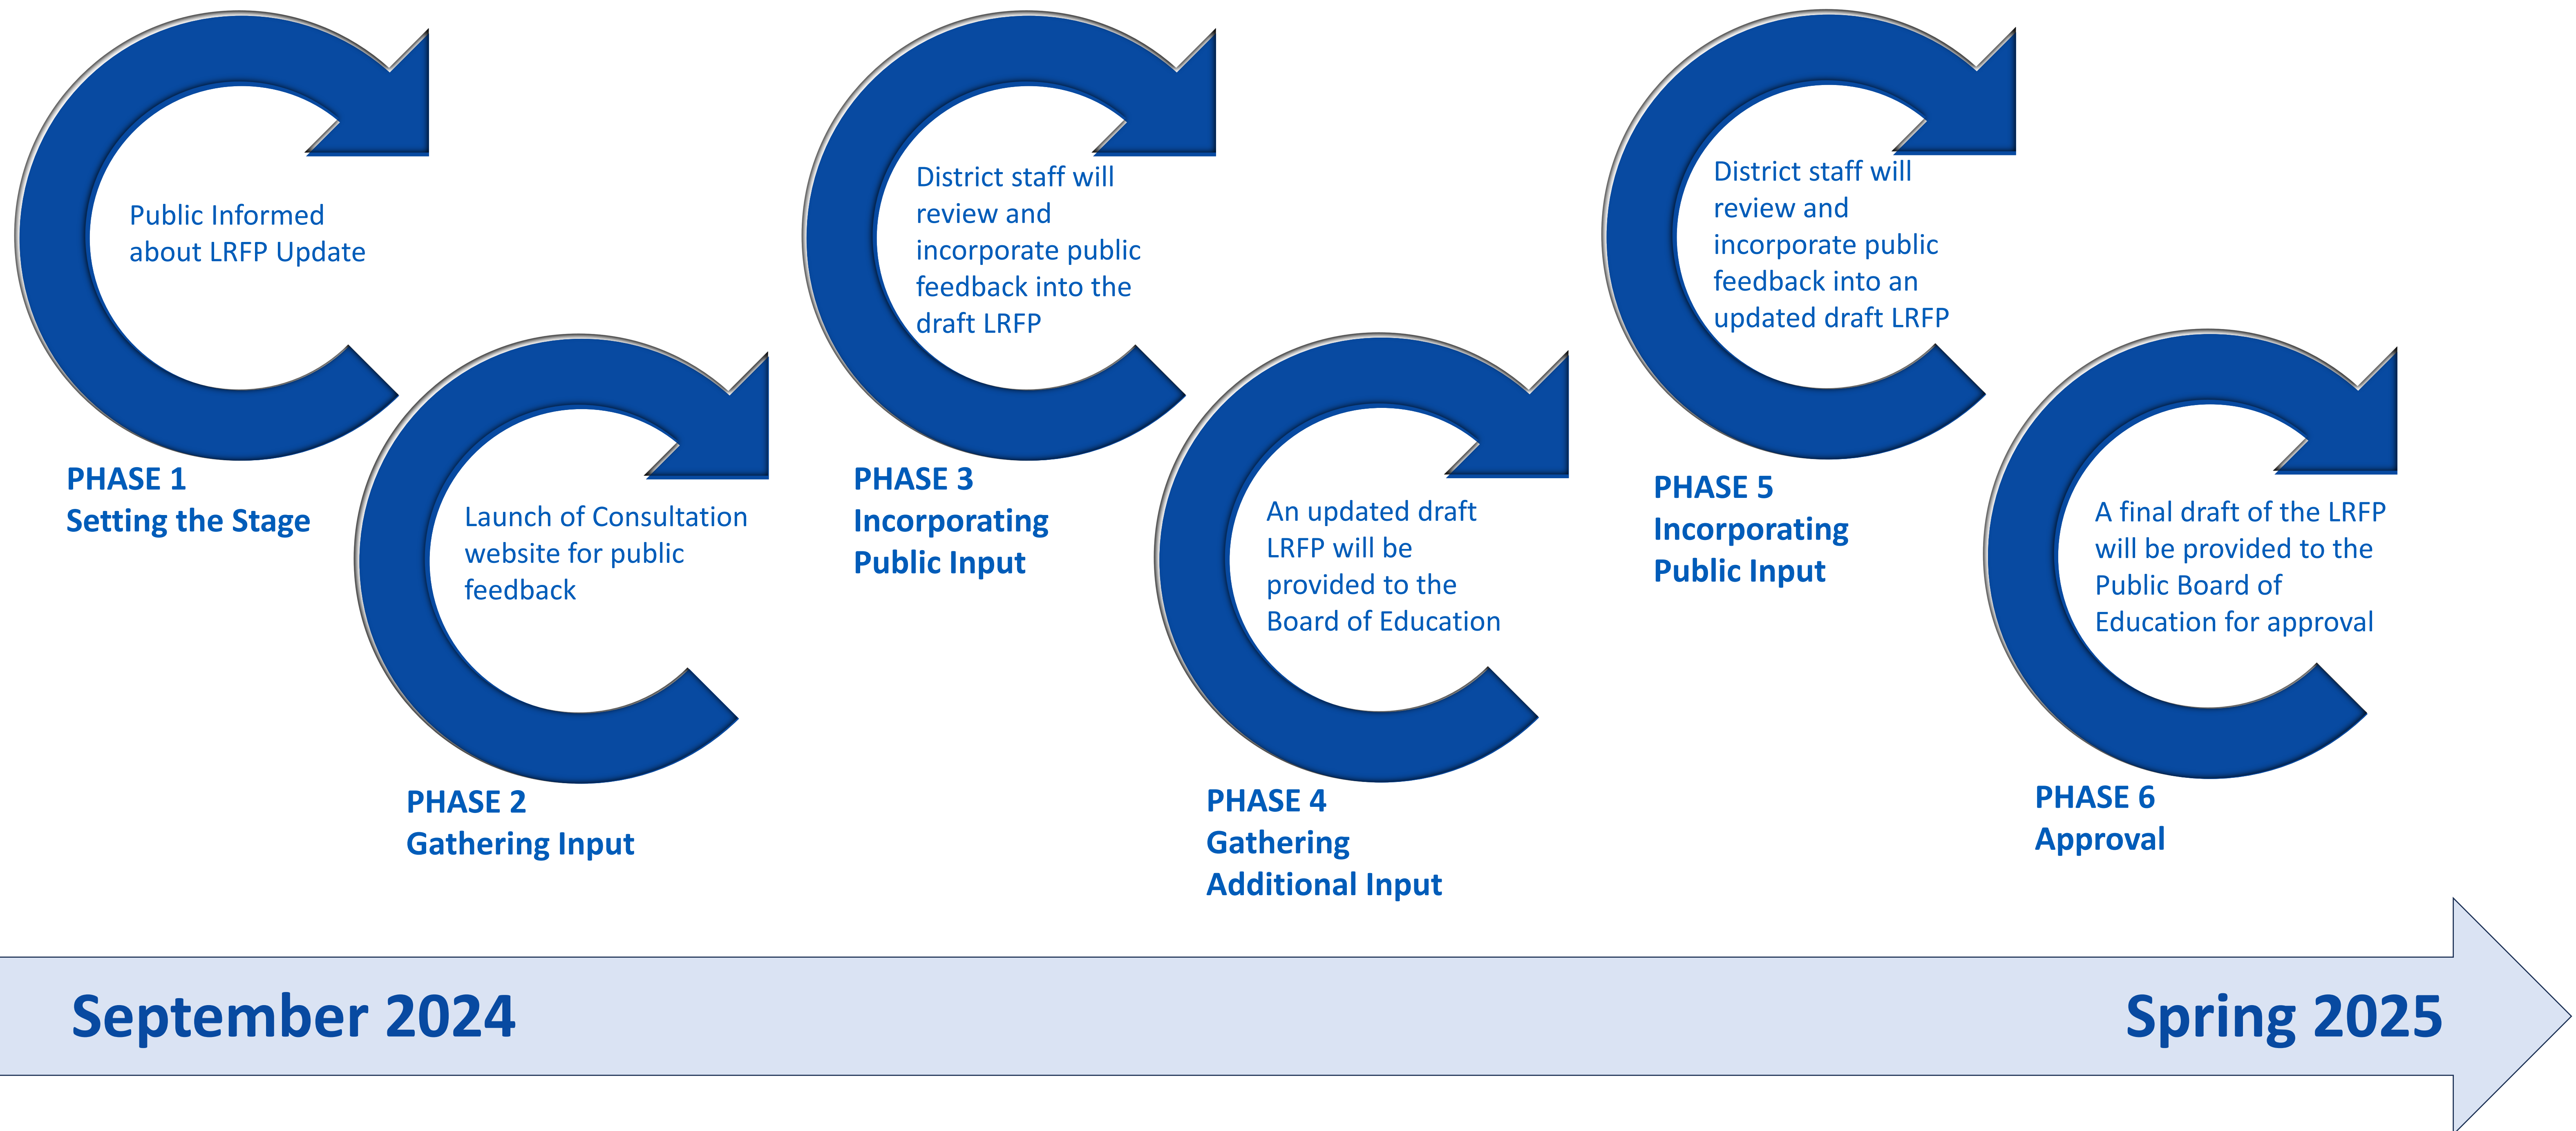 Public Informed
about LRFP Update
PHASE 1
Setting the Stage
Launch of Consultation
website for public
feedback
PHASE 2
Gathering Input
District staff will
review and
incorporate public
feedback into the
draft LRFP
PHASE 3
Incorporating
Public Input
An updated draft
LRFP will be
provided to the
Board of Education
PHASE 4
Gathering
Additional Input
District staff will
review and
incorporate public
feedback into an
updated draft LRFP
PHASE 5
Incorporating
Public Input
A final draft of the LRFP
will be provided to the
Public Board of
Education for approval
PHASE 6
Approval
September 2024
Spring 2025